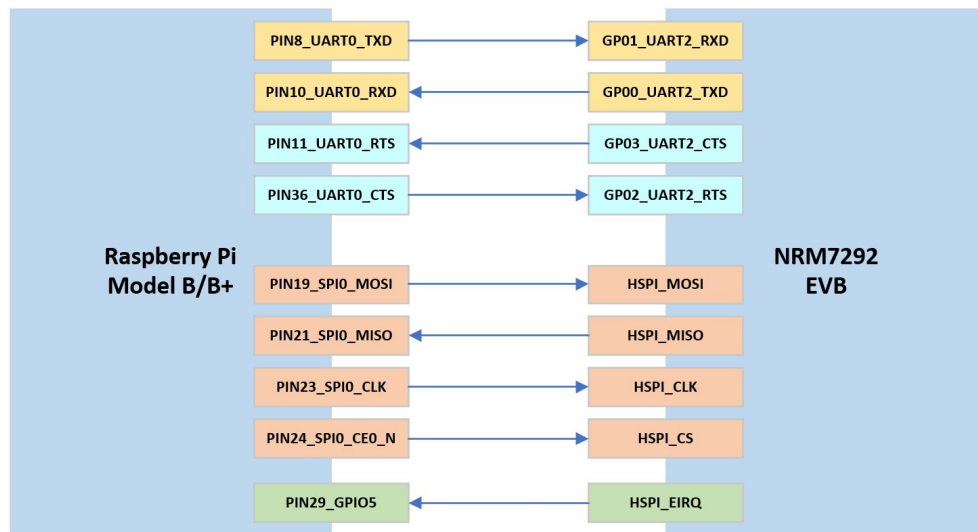 PIN8_UART0_TXD
GP01_UART2_RXD
PIN10_UART0_RXD
GP00_UART2_TXD
PIN11_UART0_RTS
GP03_UART2_CTS
PIN36_UART0_CTS
GP02_UART2_RTS
Raspberry Pi
Model B/B+
NRM7292
EVB
PIN19_SPI0_MOSI
HSPI_MOSI
PIN21_SPI0_MISO
HSPI_MISO
PIN23_SPI0_CLK
HSPI_CLK
PIN24_SPI0_CE0_N
HSPI_CS
PIN29_GPIO5
HSPI_EIRQ